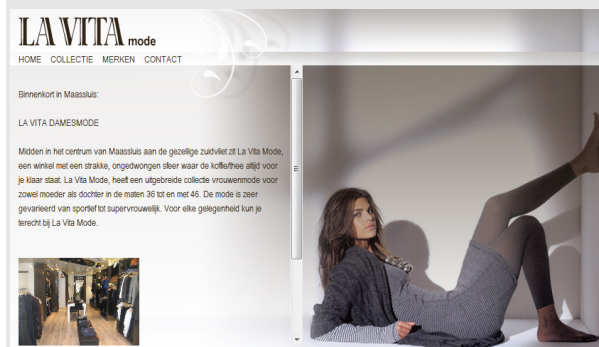 LA VITA mode
HOME COLLECTIE MERKEN CONTACT
Binnenkort in Maassluis:
LA VITA DAMESMODE
Midden in het centrum van Maassluis aan de gezellige zuidvliet zit La Vita Mode,
een winkel met een strakke, ongedwongen sfeer waar de koffie/thee altijd voor
je klaar staat. La Vita Mode, heeft een uitgebreide collectie vrouwenmode voor
zowel moeder als dochter in de maten 36 tot en met 46. De mode is zeer
gevarieerd van sportief tot supervrouwelijk. Voor elke gelegenheid kun je
terecht bij La Vita Mode.